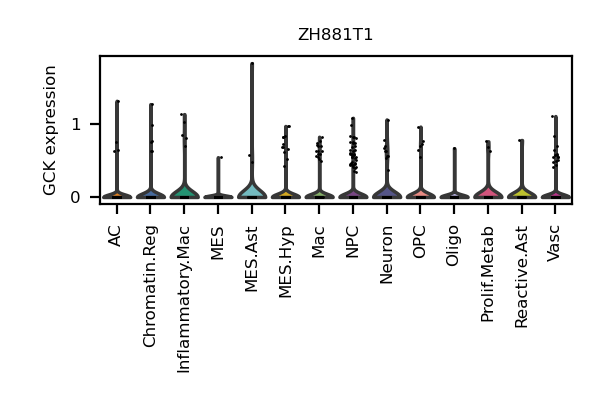 ZH881T1
GCK expression
1
0
AC
Chromatin.Reg
Inflammatory.Mac
MES
MES.Ast
MES.Hyp
Mac
NPC
Neuron
OPC
Oligo
Prolif.Metab
Reactive.Ast
Vasc